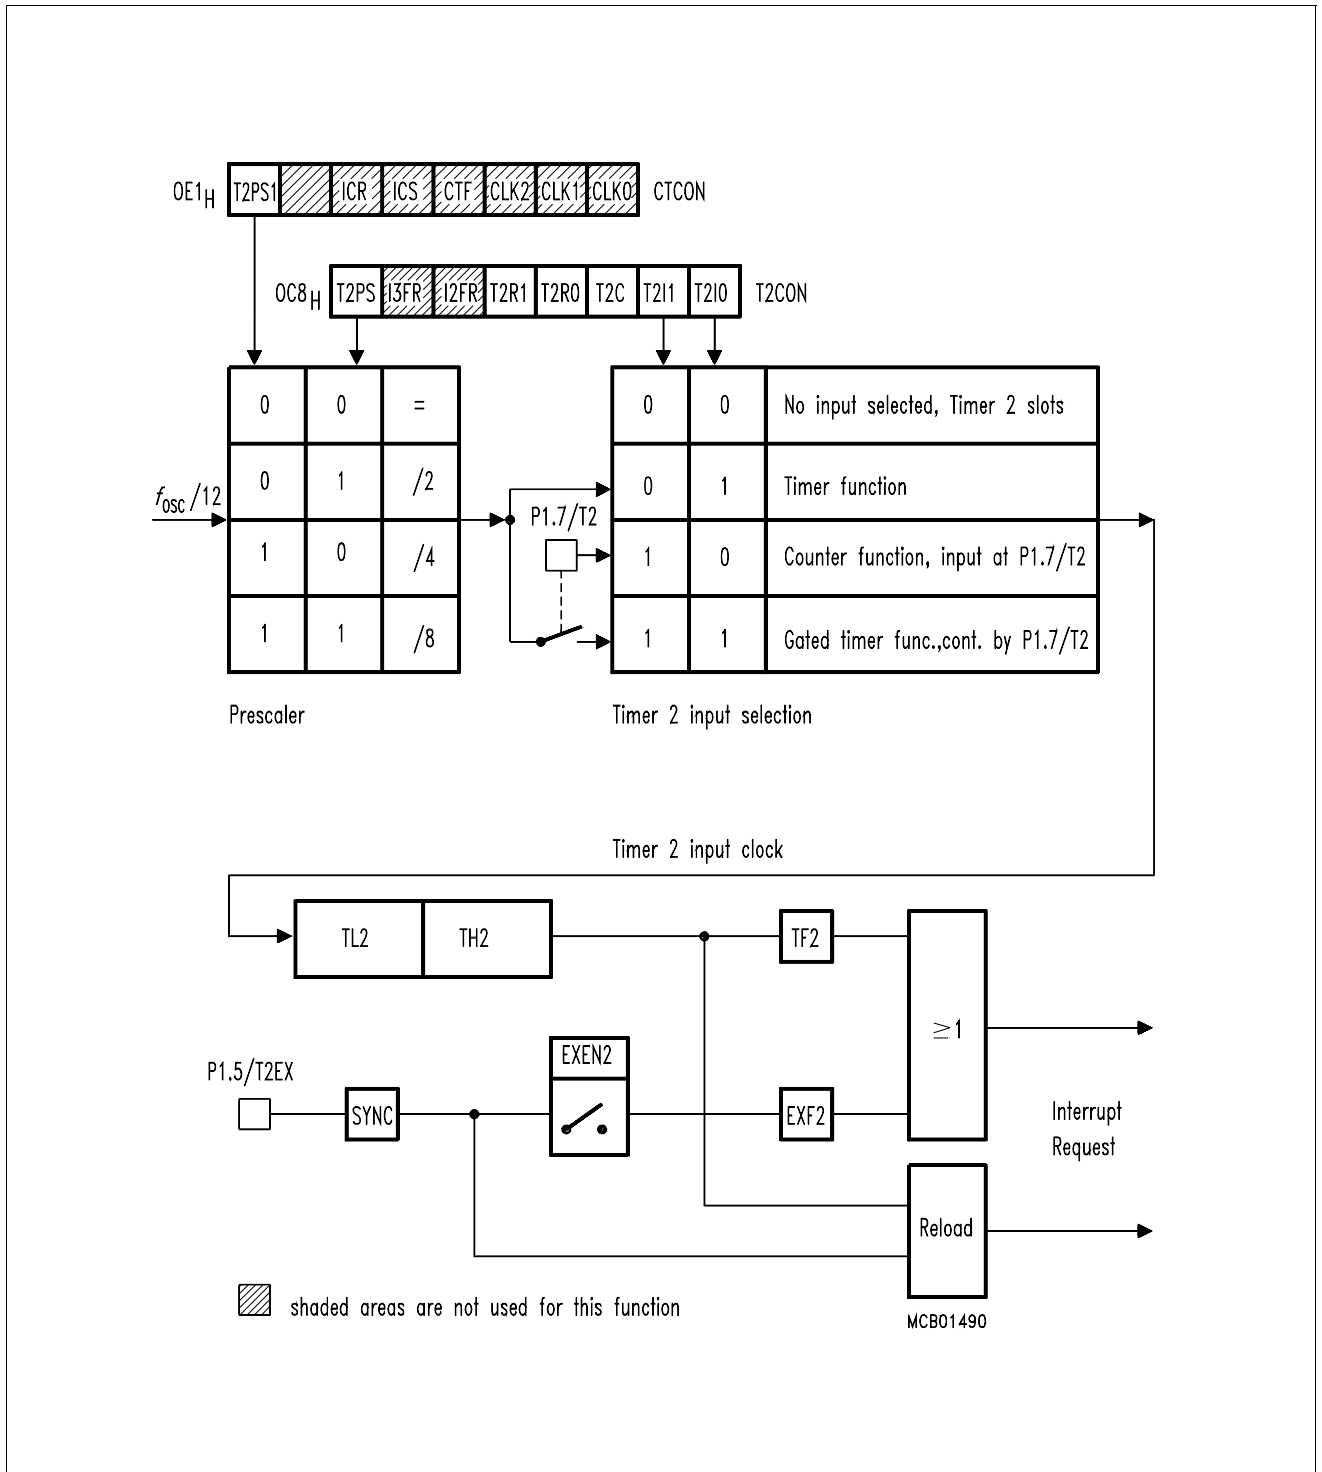 OE1H T2PS1 ICR ICS CTF CLK2 CLK1 CLK0 CTCON
OC8H T2PS I3FR I2FR T2R1 T2R0 T2C T2I1 T2I0 T2CON
0 0 =
0 1 /2
1 0 /4
1 1 /8
fOSC/12
Prescaler
P1.7/T2
0 0 No input selected, Timer 2 slots
0 1 Timer function
1 0 Counter function, input at P1.7/T2
1 1 Gated timer func.,cont. by P1.7/T2
Timer 2 input selection
Timer 2 input clock
TL2 TH2 TF2
≥1
P1.5/T2EX
SYNC
EXEN2
EXF2
Interrupt
Request
Reload
shaded areas are not used for this function
MCB01490